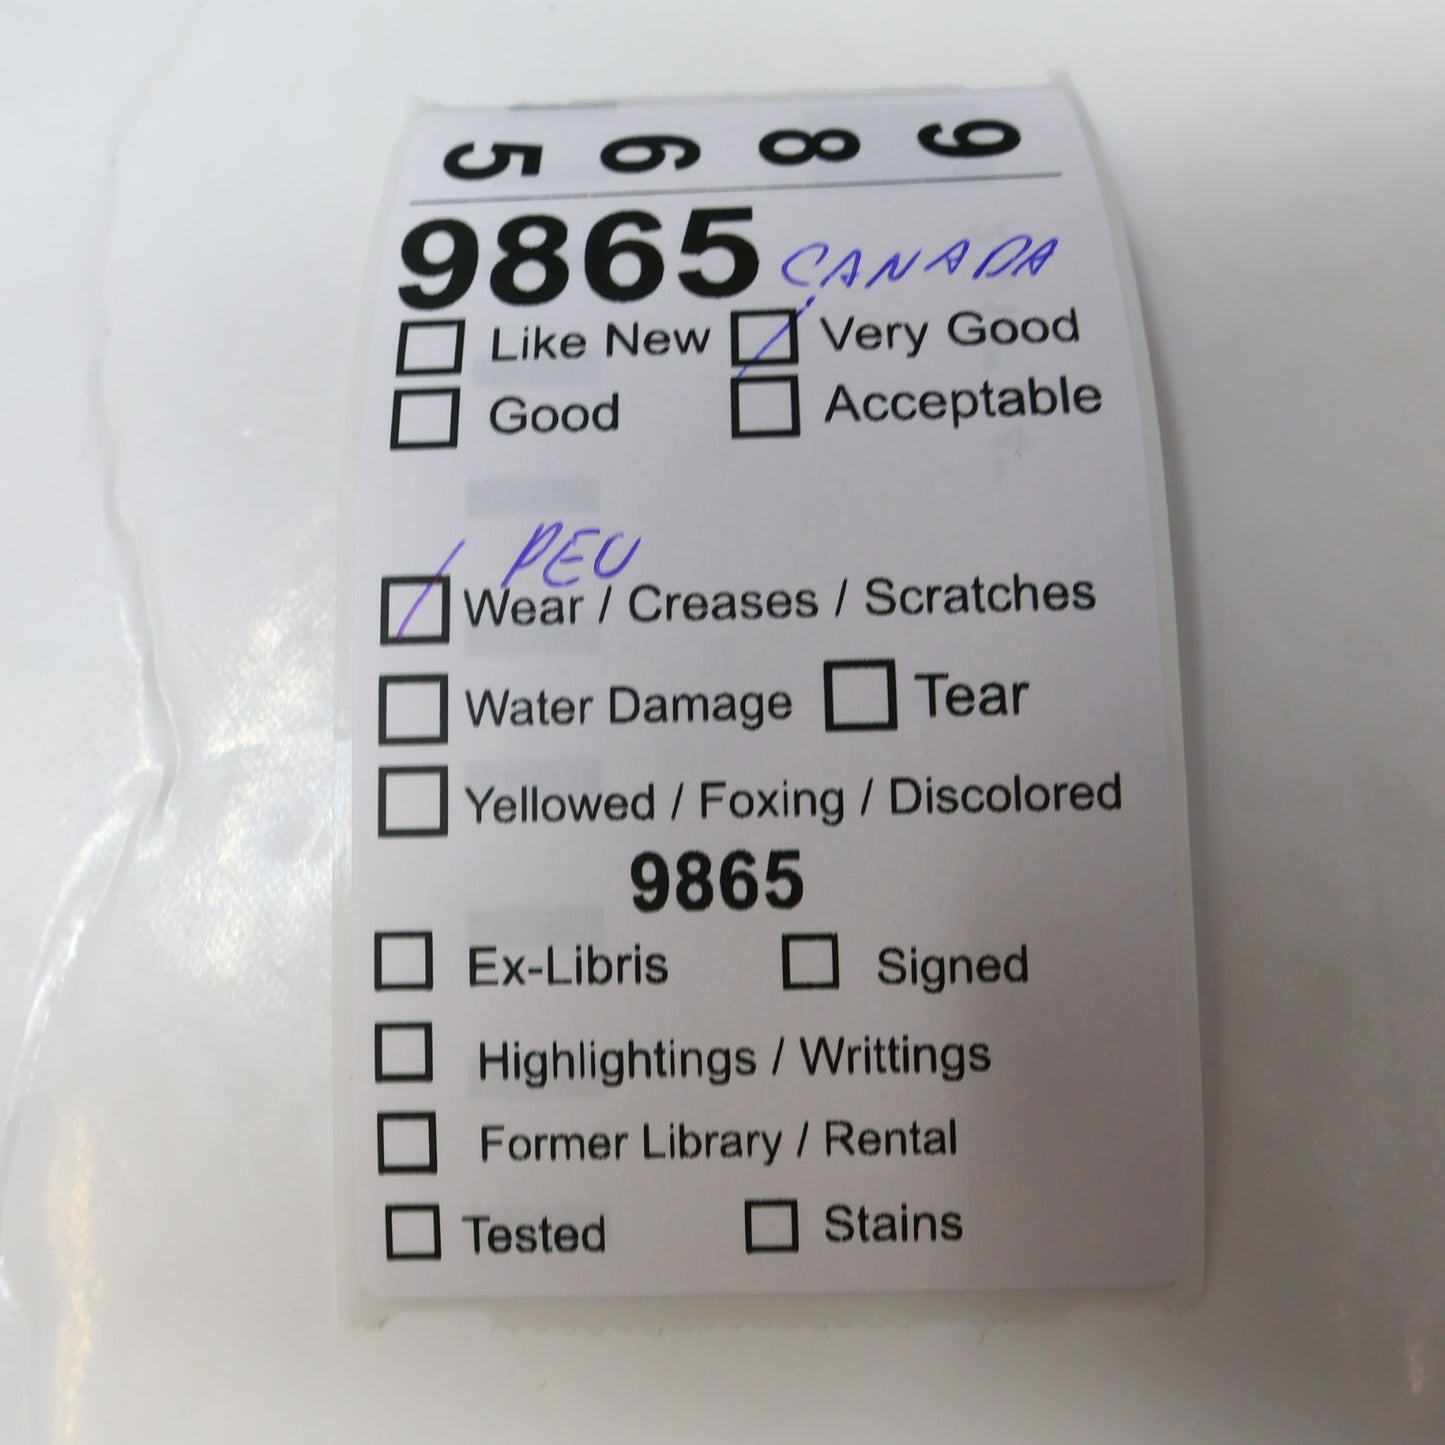 5 6 8 9
9865 CANADA
Like New Very Good
Good Acceptable
PEU
Wear / Creases / Scratches
Water Damage Tear
Yellowed / Foxing / Discolored
9865
Ex-Libris Signed
Highlightings / Writtings
Former Library / Rental
Tested Stains